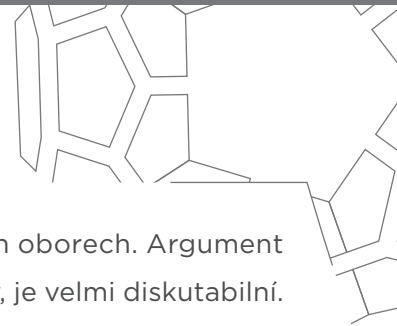 oborech. Argument
, je velmi diskutabilní.